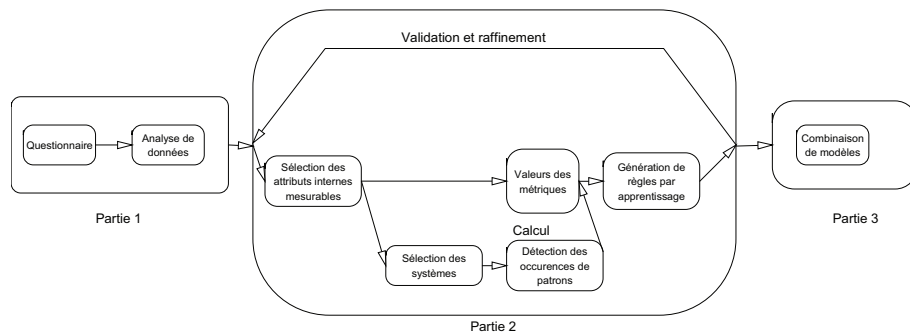 Validation et raffinement
Questionnaire
Analyse de
données
Partie 1
Sélection des
attributs internes
mesurables
Valeurs des
métriques
Génération de
règles par
apprentissage
Calcul
Sélection des
systèmes
Détection des
occurences de
patrons
Partie 2
Combinaison
de modèles
Partie 3